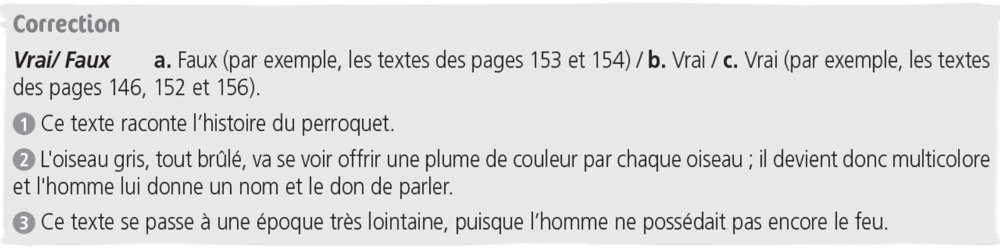 Correction
Vrai/ Faux a. Faux (par exemple, les textes des pages 153 et 154) / b. Vrai / c. Vrai (par exemple, les textes
des pages 146, 152 et 156).
1 Ce texte raconte l’histoire du perroquet.
2 L'oiseau gris, tout brûlé, va se voir offrir une plume de couleur par chaque oiseau ; il devient donc multicolore
et l'homme lui donne un nom et le don de parler.
3 Ce texte se passe à une époque très lointaine, puisque l’homme ne possédait pas encore le feu.